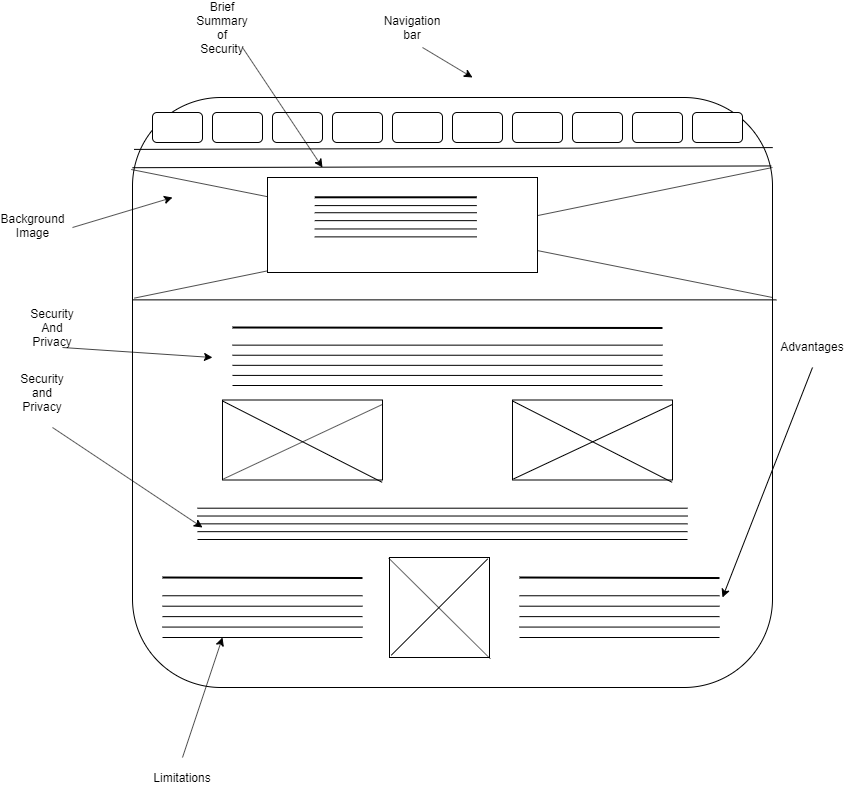 Brief
Summary
of
Security
Navigation
bar
Background
Image
Security
And
Privacy
Advantages
Security
and
Privacy
Limitations